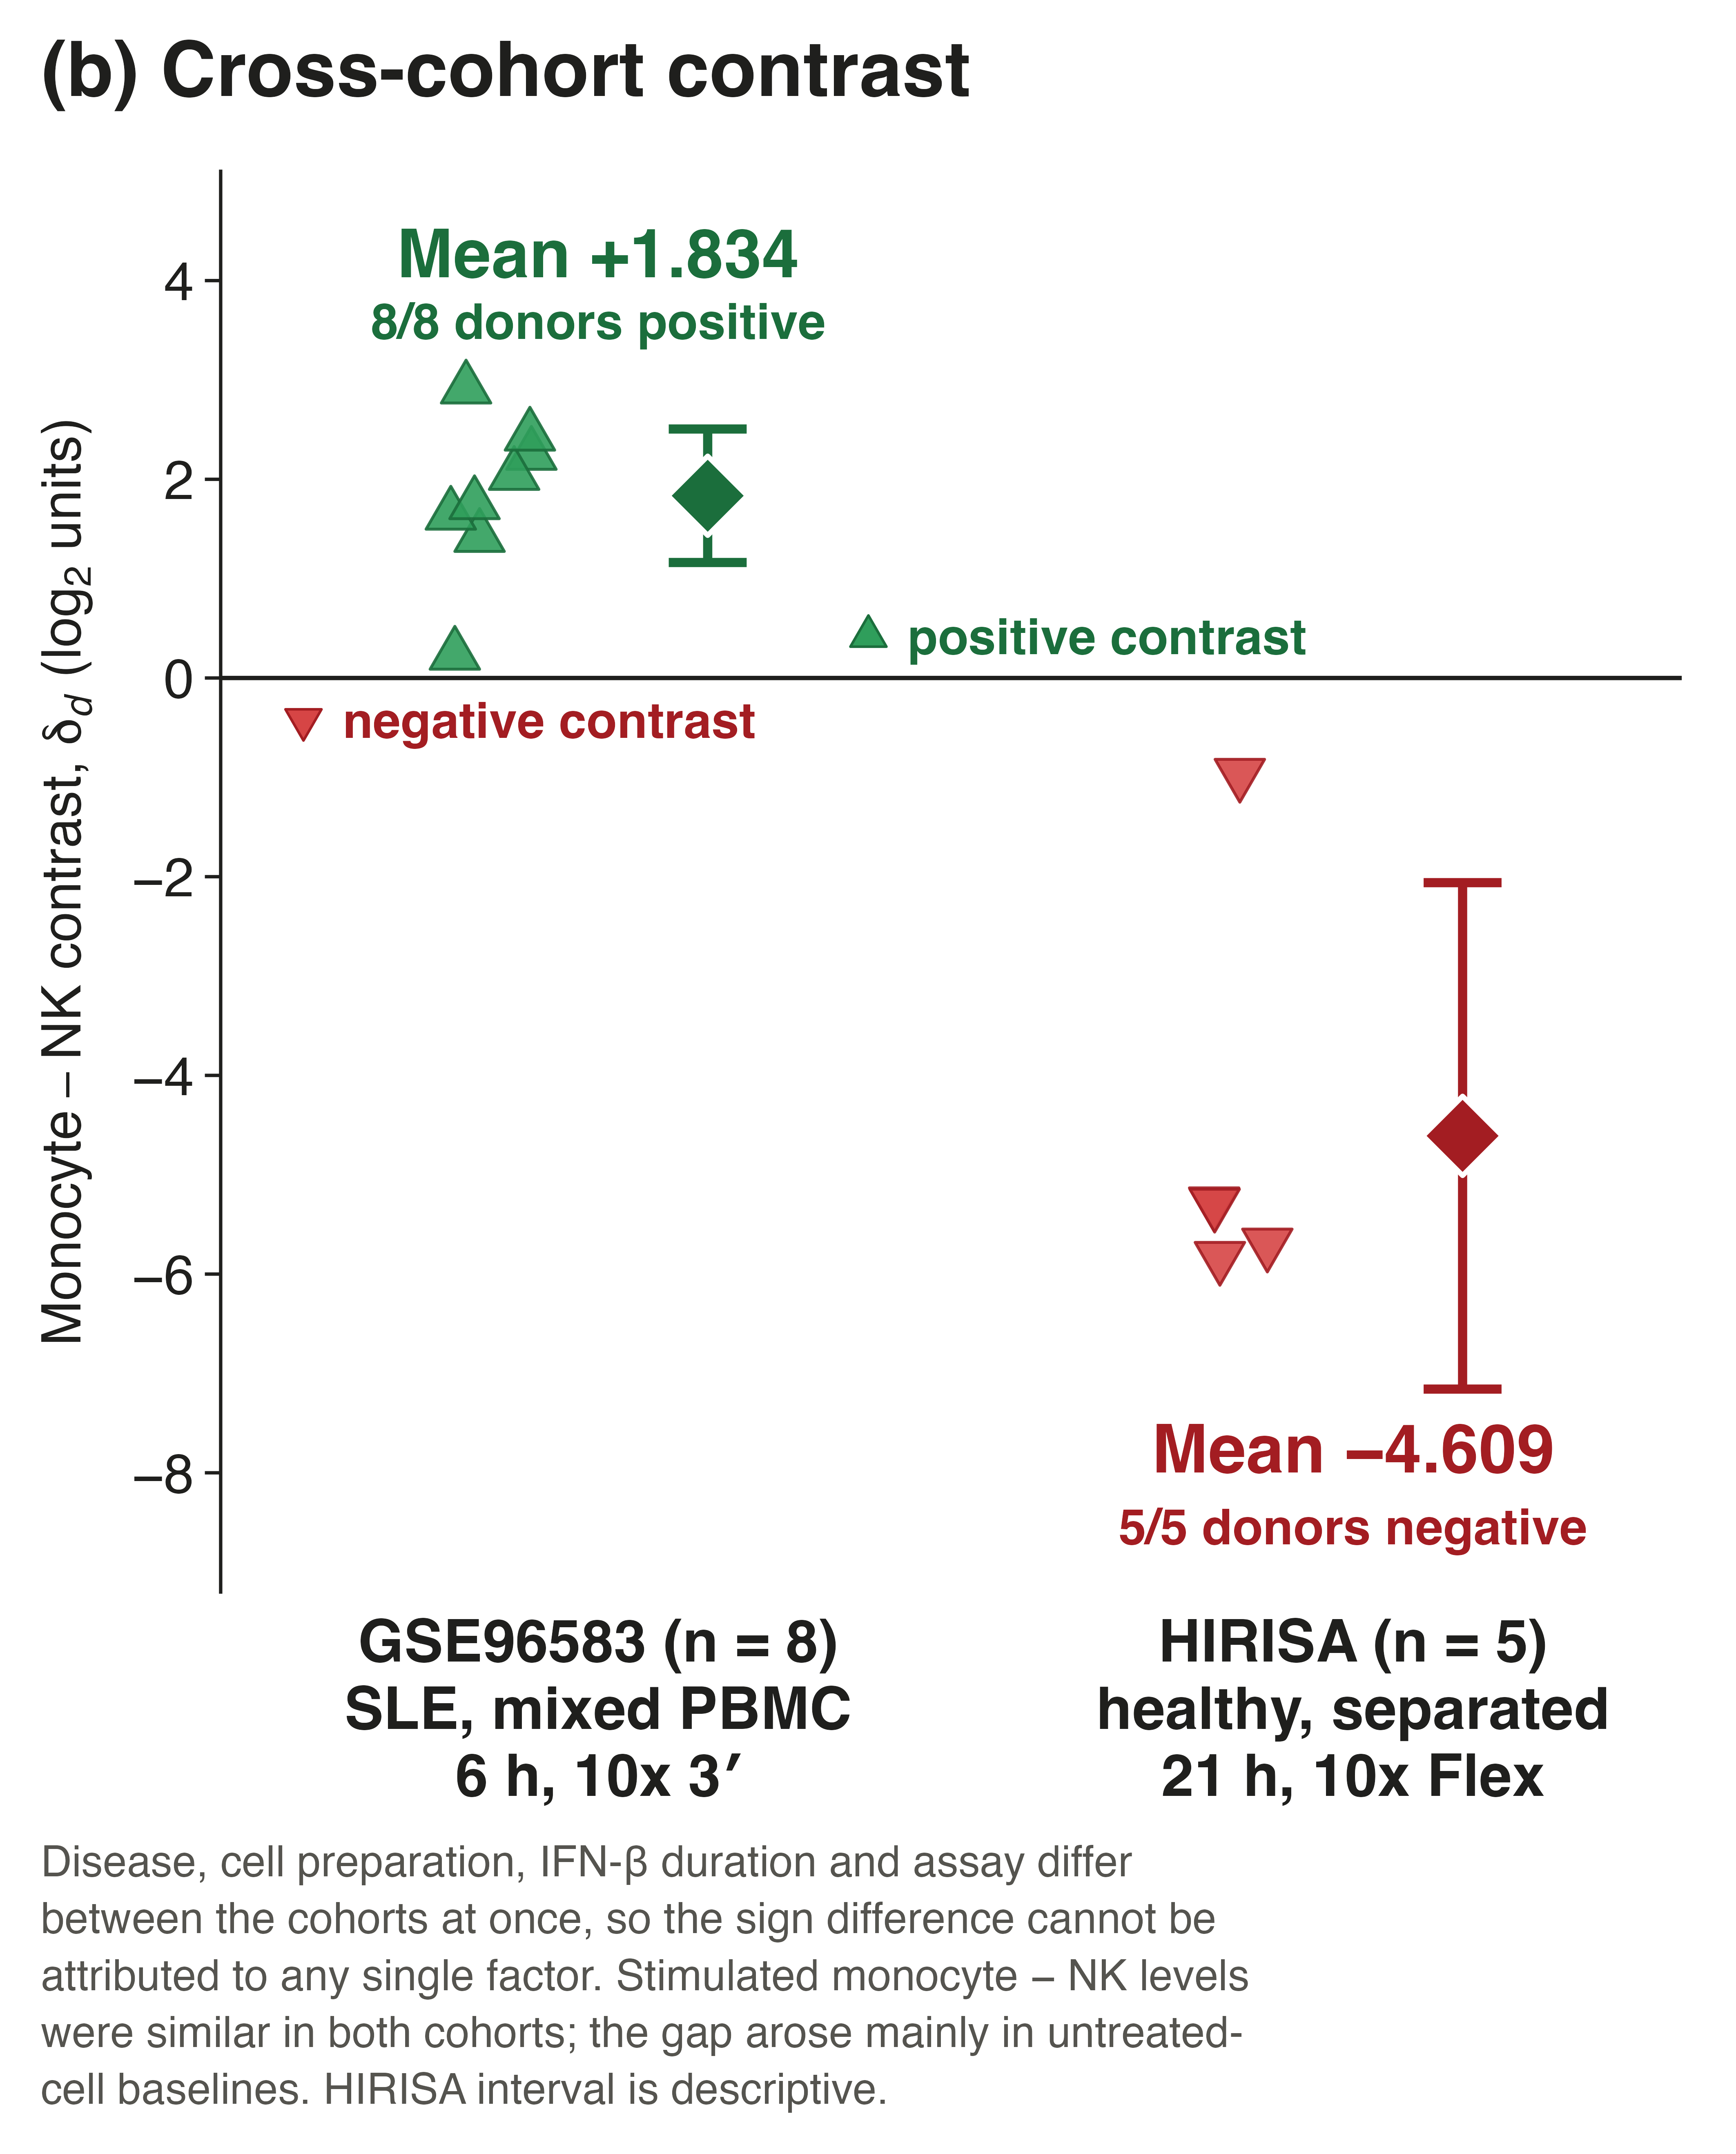 (b) Cross-cohort contrast
Mean +1.834
8/8 donors positive
positive contrast
negative contrast
Mean −4.609
5/5 donors negative
4
2
0
−2
−4
−6
−8
Monocyte – NK contrast, δd (log2 units)
GSE96583 (n = 8)
SLE, mixed PBMC
6 h, 10x 3′
HIRISA (n = 5)
healthy, separated
21 h, 10x Flex
Disease, cell preparation, IFN-β duration and assay differ
between the cohorts at once, so the sign difference cannot be
attributed to any single factor. Stimulated monocyte – NK levels
were similar in both cohorts; the gap arose mainly in untreated-
cell baselines. HIRISA interval is descriptive.